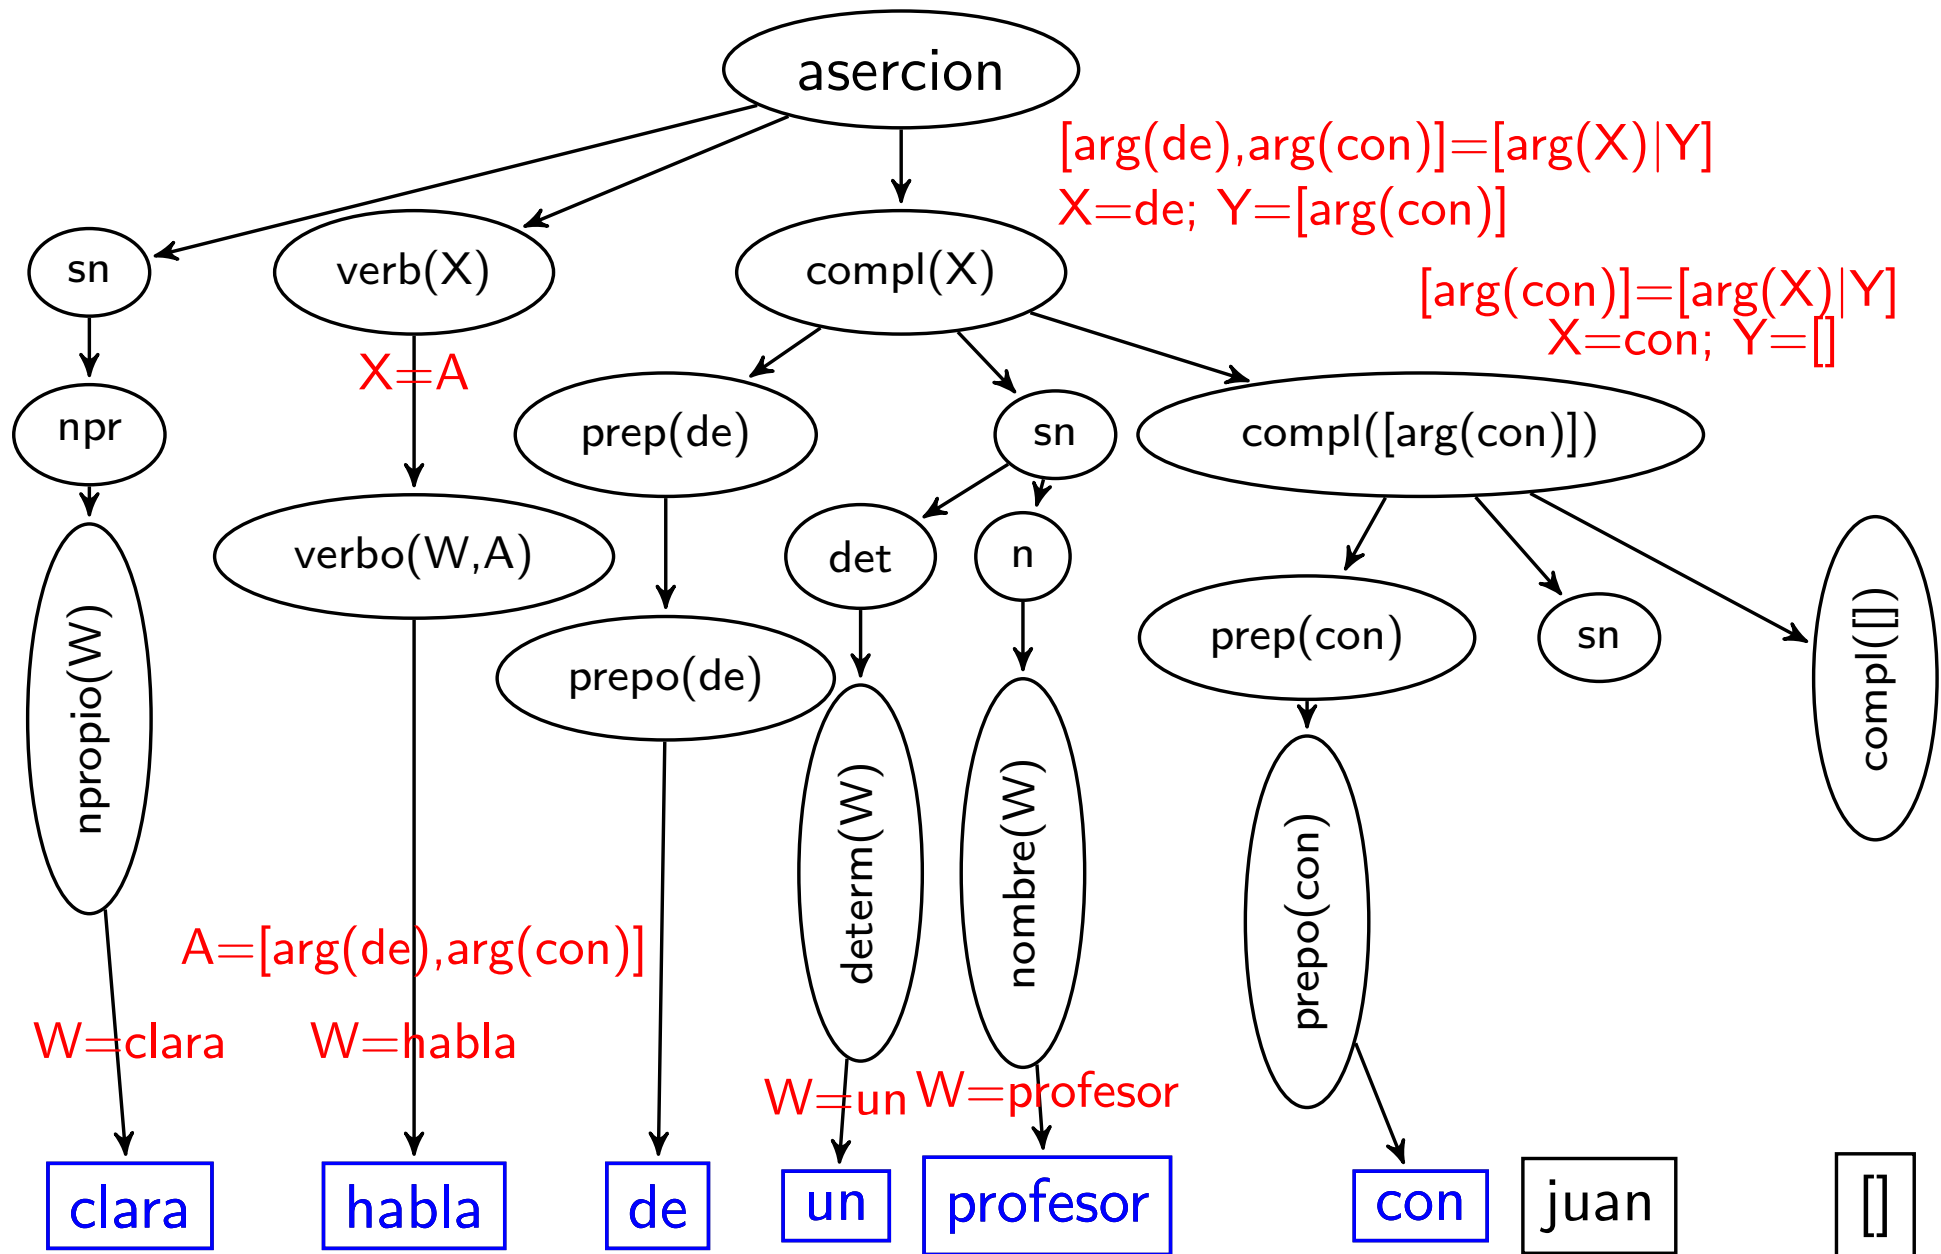 asercion
[arg(de),arg(con)]=[arg(X)|Y]
X=de; Y=[arg(con)]
sn
verb(X)
compl(X)
[arg(con)]=[arg(X)|Y]
X=con; Y=[]
X=A
npr
prep(de)
sn
compl([arg(con)])
verbo(W,A)
det
n
prep(con)
sn
compl([])
npropio(W)
prepo(de)
determ(W)
nombre(W)
prepo(con)
A=[arg(de),arg(con)]
W=clara
W=habla
W=un
W=profesor
clara
habla
de
un
profesor
con
juan
[]